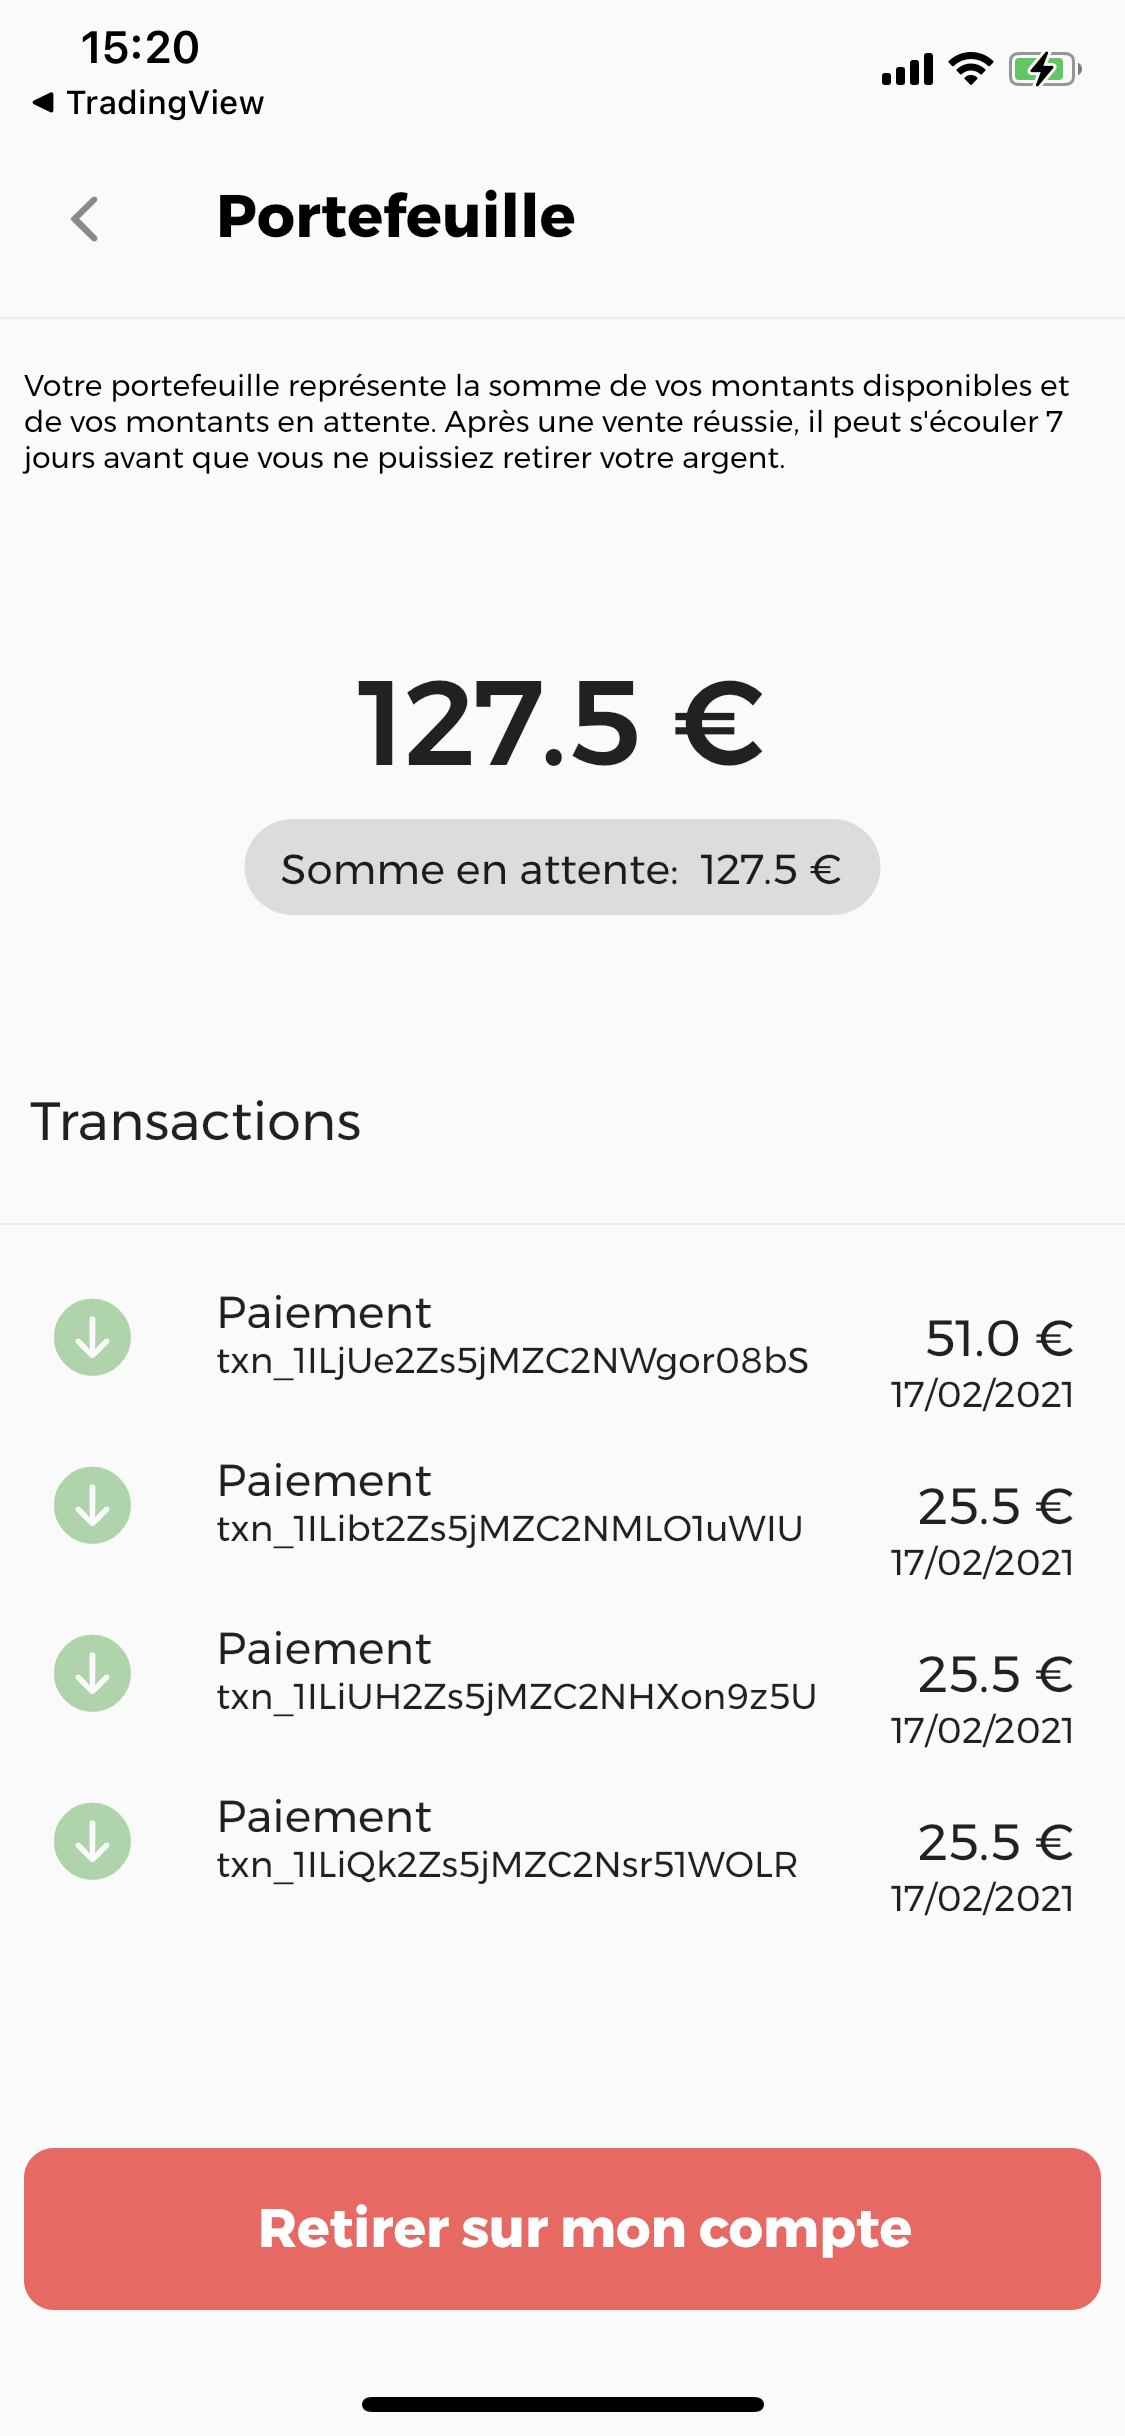 15:20
◀ TradingView
Portefeuille
Votre portefeuille représente la somme de vos montants disponibles et
de vos montants en attente. Après une vente réussie, il peut s'écouler 7
jours avant que vous ne puissiez retirer votre argent.
127.5 €
Somme en attente: 127.5 €
Transactions
Paiement
txn_1ILjUe2Zs5jMZC2NWgor08bS
51.0 €
17/02/2021
Paiement
txn_1ILibt2Zs5jMZC2NMLO1uWIU
25.5 €
17/02/2021
Paiement
txn_1ILiUH2Zs5jMZC2NHXon9z5U
25.5 €
17/02/2021
Paiement
txn_1ILiQk2Zs5jMZC2Nsr51WOLR
25.5 €
17/02/2021
Retirer sur mon compte